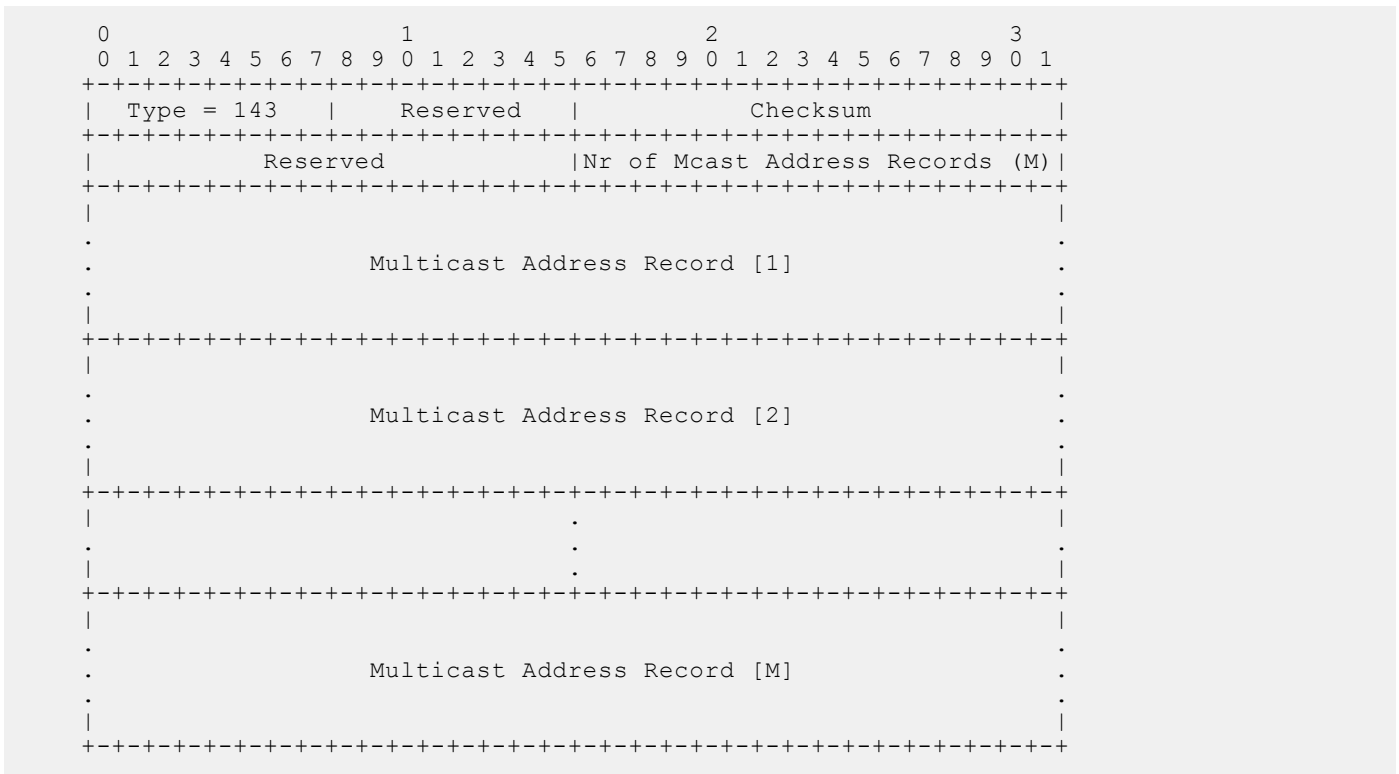 0                   1                   2                   3
 0 1 2 3 4 5 6 7 8 9 0 1 2 3 4 5 6 7 8 9 0 1 2 3 4 5 6 7 8 9 0 1
+-+-+-+-+-+-+-+-+-+-+-+-+-+-+-+-+-+-+-+-+-+-+-+-+-+-+-+-+-+-+-+-+
|  Type = 143   |    Reserved   |           Checksum            |
+-+-+-+-+-+-+-+-+-+-+-+-+-+-+-+-+-+-+-+-+-+-+-+-+-+-+-+-+-+-+-+-+
|           Reserved            |Nr of Mcast Address Records (M)|
+-+-+-+-+-+-+-+-+-+-+-+-+-+-+-+-+-+-+-+-+-+-+-+-+-+-+-+-+-+-+-+-+
|                                                               |
.                                                               .
.                  Multicast Address Record [1]                 .
.                                                               .
|                                                               |
+-+-+-+-+-+-+-+-+-+-+-+-+-+-+-+-+-+-+-+-+-+-+-+-+-+-+-+-+-+-+-+-+
|                                                               |
.                                                               .
.                  Multicast Address Record [2]                 .
.                                                               .
|                                                               |
+-+-+-+-+-+-+-+-+-+-+-+-+-+-+-+-+-+-+-+-+-+-+-+-+-+-+-+-+-+-+-+-+
|                               .                               |
.                               .                               .
|                               .                               |
+-+-+-+-+-+-+-+-+-+-+-+-+-+-+-+-+-+-+-+-+-+-+-+-+-+-+-+-+-+-+-+-+
|                                                               |
.                                                               .
.                  Multicast Address Record [M]                 .
.                                                               .
|                                                               |
+-+-+-+-+-+-+-+-+-+-+-+-+-+-+-+-+-+-+-+-+-+-+-+-+-+-+-+-+-+-+-+-+